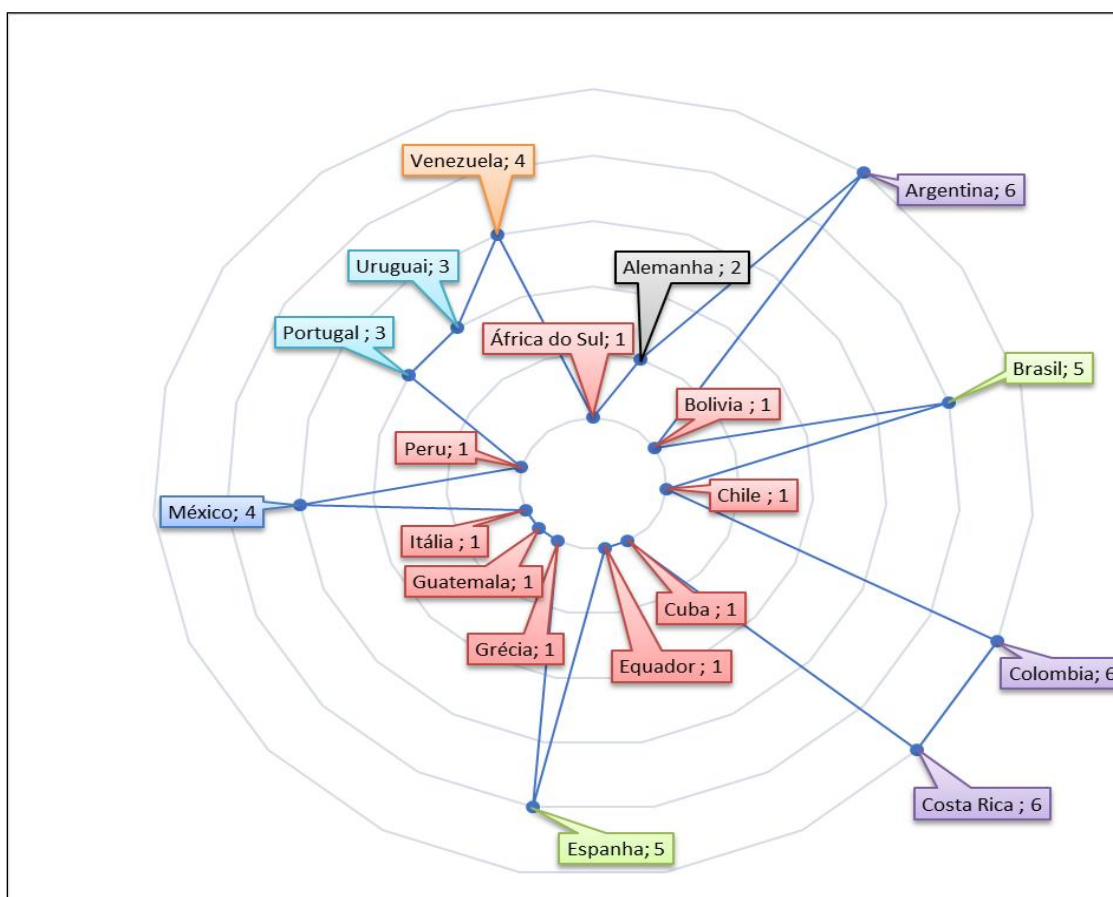 Venezuela; 4
Argentina; 6
Uruguai; 3
Alemanha ; 2
Portugal ; 3
África do Sul; 1
Brasil; 5
Bolivia ; 1
Peru; 1
Chile ; 1
México; 4
Itália ; 1
Guatemala; 1
Cuba ; 1
Grécia; 1
Equador ; 1
Colombia; 6
Costa Rica ; 6
Espanha; 5